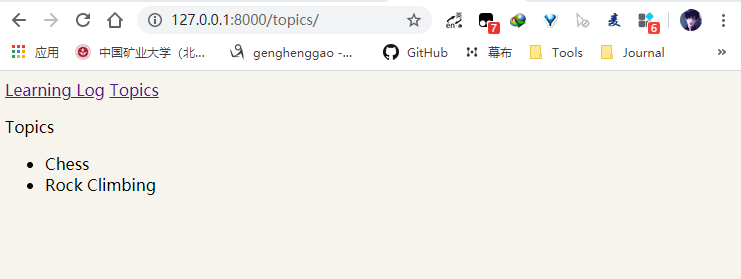 127.0.0.1:8000/topics/
7
6
应用 中国矿业大学（北... genghenggao -... GitHub 幕布 Tools Journal »
Learning Log Topics
Topics
• Chess
• Rock Climbing